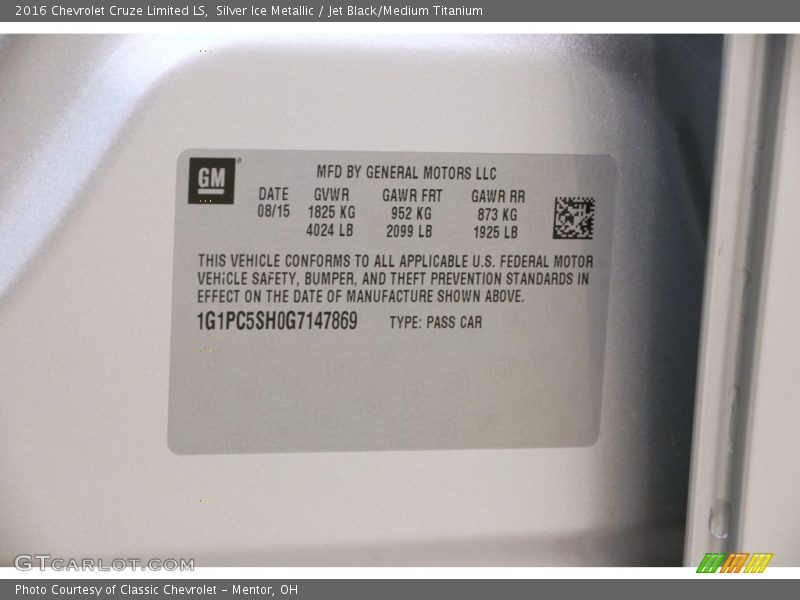 2016 Chevrolet Cruze Limited LS, Silver Ice Metallic / Jet Black/Medium Titanium
GM
MFD BY GENERAL MOTORS LLC
DATE GVWR GAWR FRT GAWR RR
08/15 1825 KG 952 KG 873 KG
4024 LB 2099 LB 1925 LB
THIS VEHICLE CONFORMS TO ALL APPLICABLE U.S. FEDERAL MOTOR
VEHICLE SAFETY, BUMPER, AND THEFT PREVENTION STANDARDS IN
EFFECT ON THE DATE OF MANUFACTURE SHOWN ABOVE.
1G1PC5SH0G7147869 TYPE: PASS CAR
GTCARLOT.COM
Photo Courtesy of Classic Chevrolet - Mentor, OH